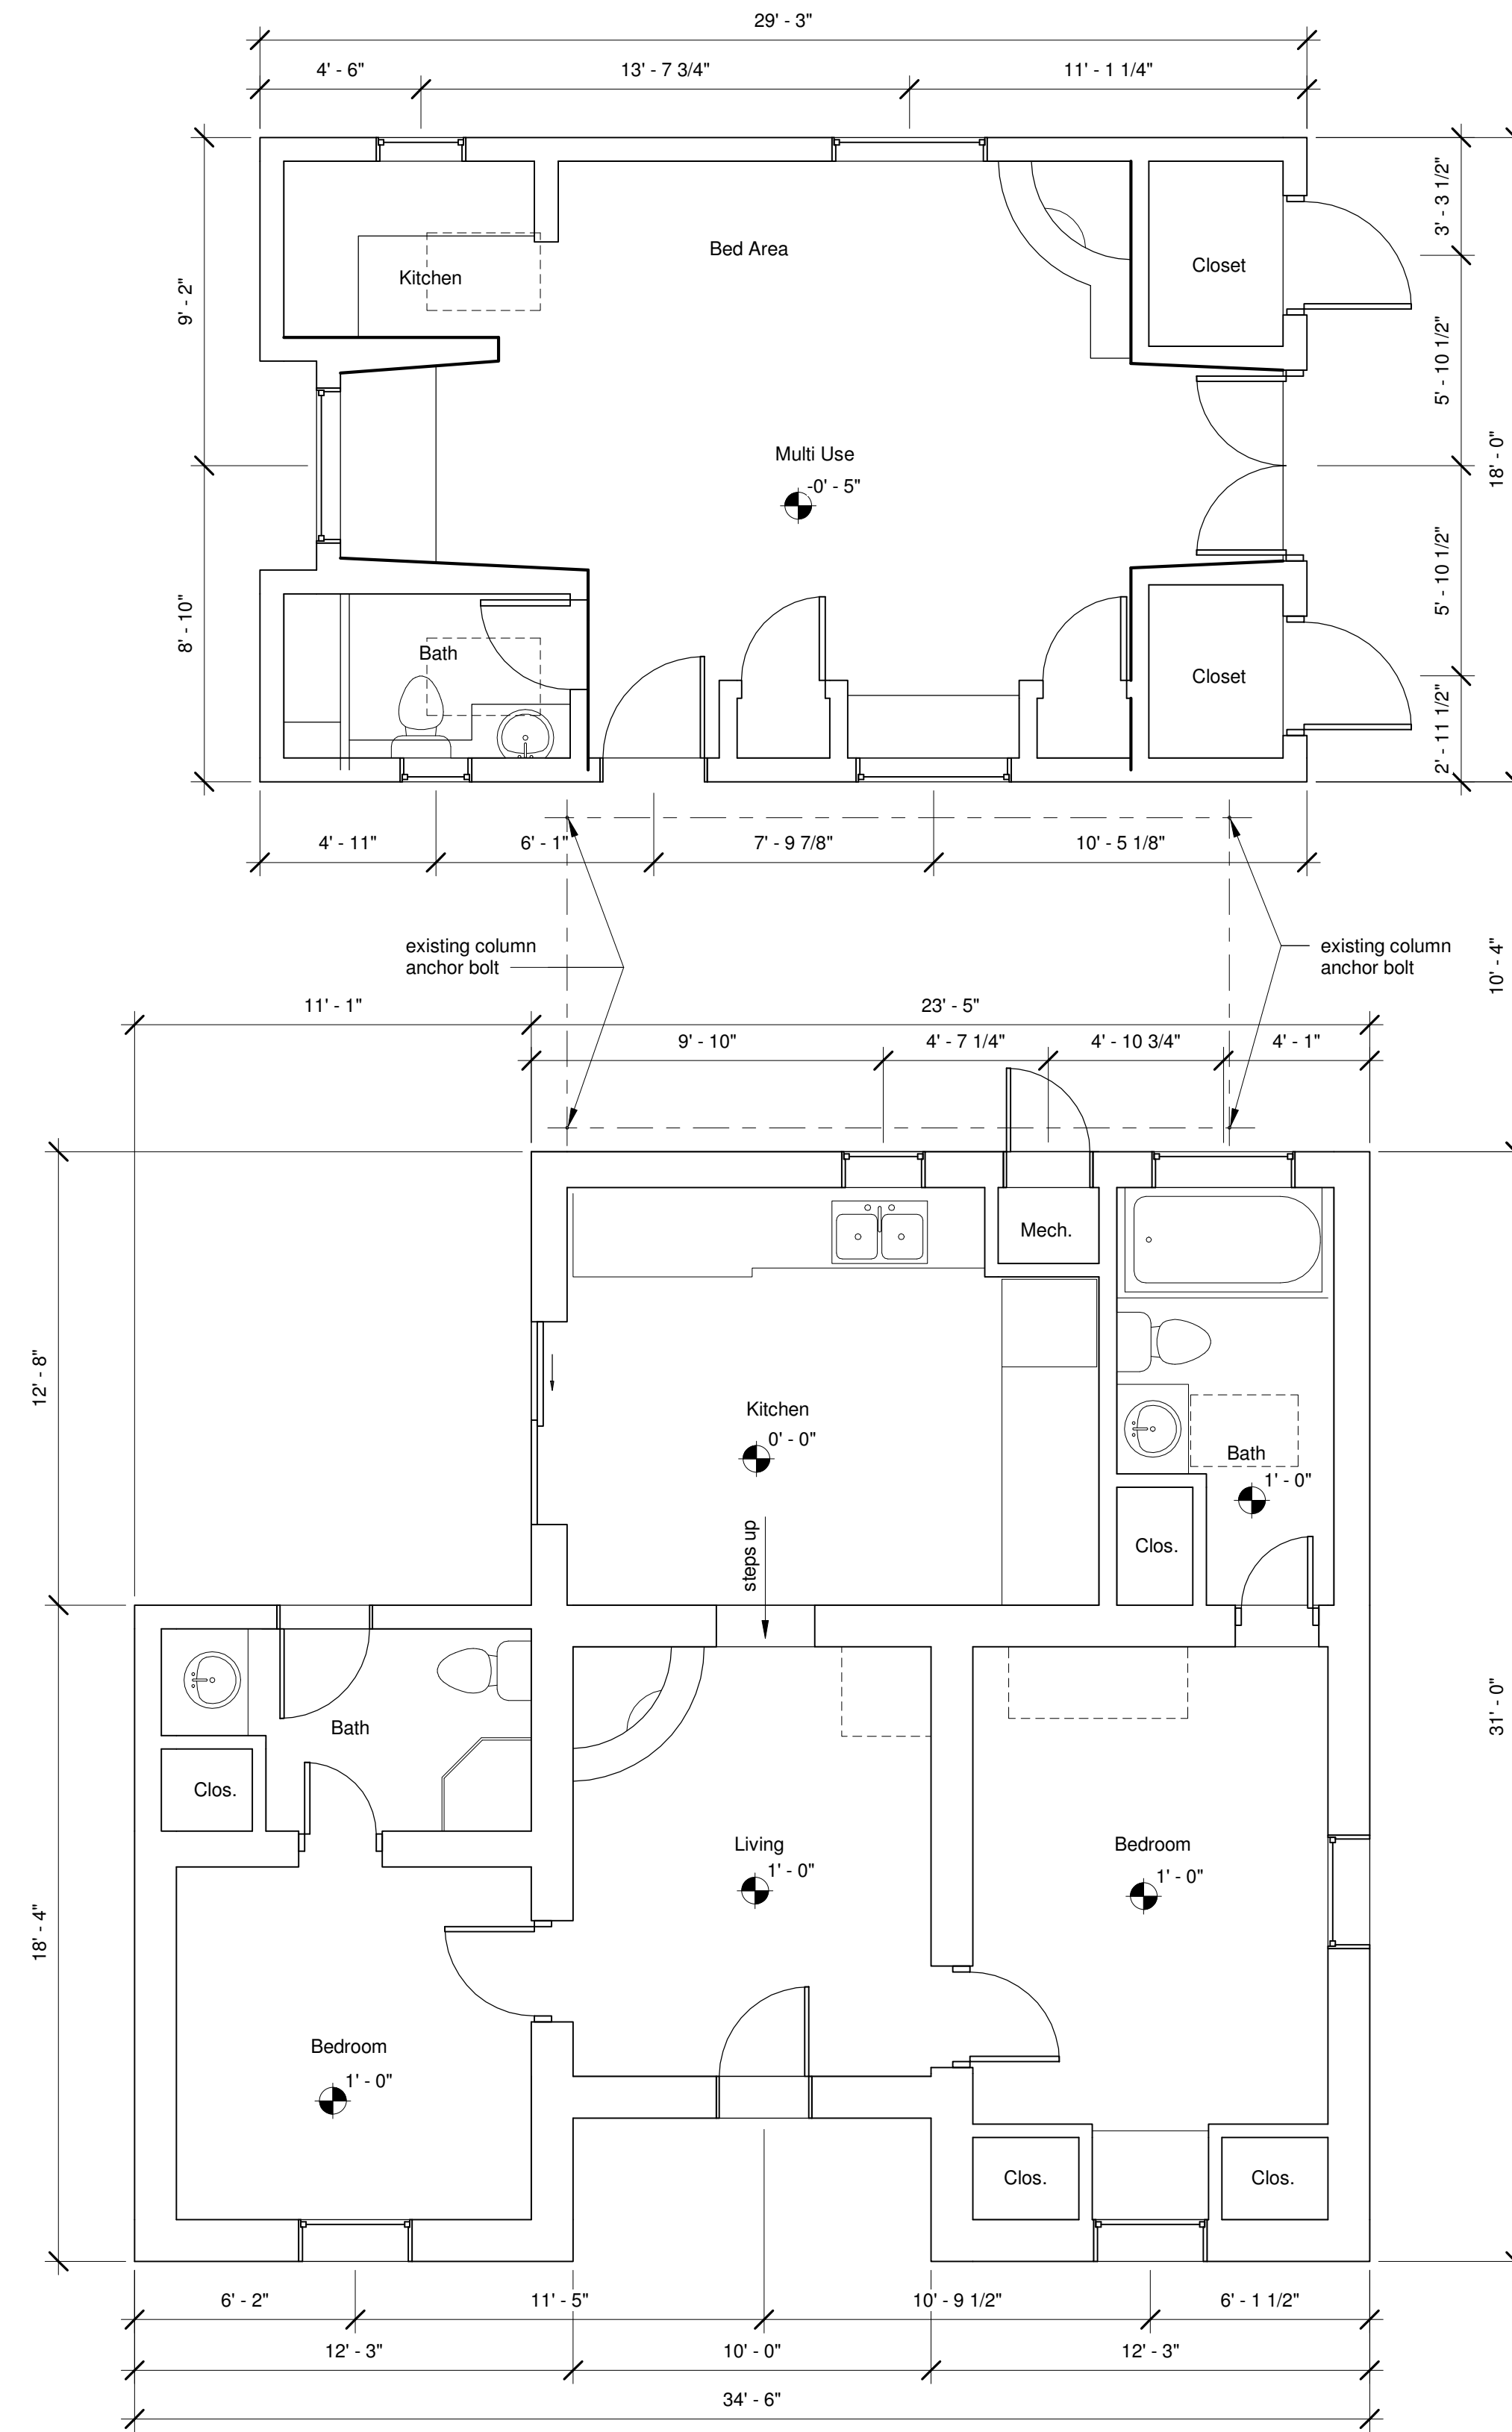 29' - 3"
4' - 6"
13' - 7 3/4"
11' - 1 1/4"
3' - 3 1/2"
Bed Area
Closet
Kitchen
9' - 2"
5' - 10 1/2"
18' - 0"
Multi Use
-0' - 5"
5' - 10 1/2"
8' - 10"
Bath
Closet
2' - 11 1/2"
4' - 11"
6' - 1"
7' - 9 7/8"
10' - 5 1/8"
existing column
anchor bolt
existing column
anchor bolt
10' - 4"
11' - 1"
23' - 5"
9' - 10"
4' - 7 1/4"
4' - 10 3/4"
4' - 1"
Mech.
12' - 8"
Kitchen
0' - 0"
Bath
1' - 0"
steps up
Clos.
31' - 0"
Bath
Clos.
Living
1' - 0"
Bedroom
1' - 0"
18' - 4"
Bedroom
1' - 0"
Clos.
Clos.
6' - 2"
11' - 5"
10' - 9 1/2"
6' - 1 1/2"
12' - 3"
10' - 0"
12' - 3"
34' - 6"